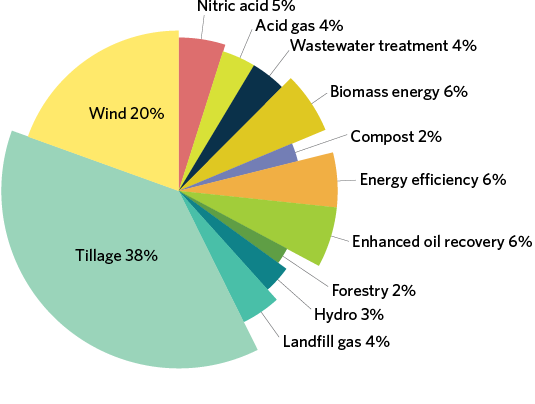 Nitric acid 5%
Acid gas 4%
Wastewater treatment 4%
Biomass energy 6%
Wind 20%
Compost 2%
Energy efficiency 6%
Enhanced oil recovery 6%
Tillage 38%
Forestry 2%
Hydro 3%
Landfill gas 4%